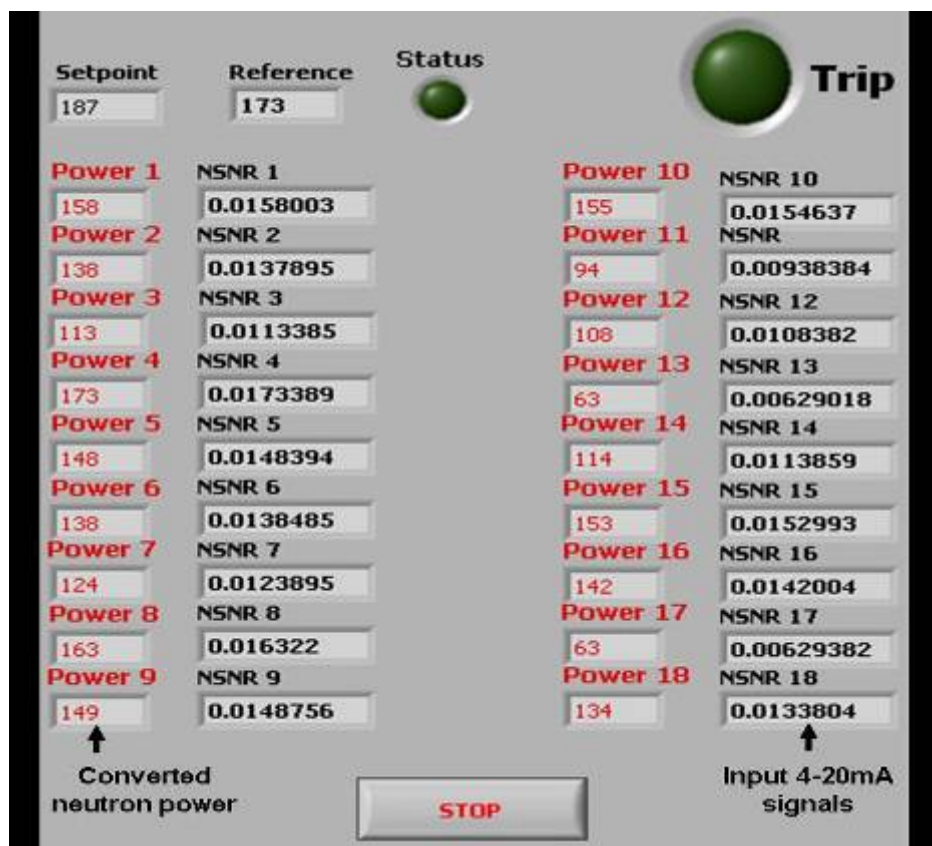 Setpoint Reference Status Trip
187 173
Power 1 NSNR 1 Power 10 NSNR 10
158 0.0158003 155 0.0154637
Power 2 NSNR 2 Power 11 NSNR
138 0.0137895 94 0.00938384
Power 3 NSNR 3 Power 12 NSNR 12
113 0.0113385 108 0.0108382
Power 4 NSNR 4 Power 13 NSNR 13
173 0.0173389 63 0.00629018
Power 5 NSNR 5 Power 14 NSNR 14
148 0.0148394 114 0.0113859
Power 6 NSNR 6 Power 15 NSNR 15
138 0.0138485 153 0.0152993
Power 7 NSNR 7 Power 16 NSNR 16
124 0.0123895 142 0.0142004
Power 8 NSNR 8 Power 17 NSNR 17
163 0.016322 63 0.00629382
Power 9 NSNR 9 Power 18 NSNR 18
149 0.0148756 134 0.0133804
Converted Input 4-20mA
neutron power signals
STOP